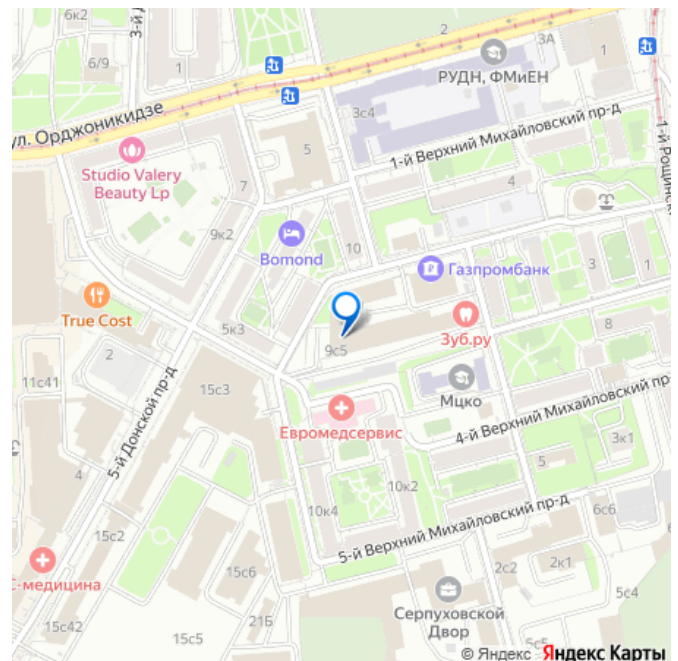 6к2
3-й Д
2
3А
1
6/9
1
РУДН, ФМиЕН
3с4
ул. Орджоникидзе
5
1-й Верхний Михайловский пр-д
1-й Рощинск
Studio Valery
Beauty Lp
7
4
9к2
Bomond
10
Газпромбанк
3
1
True Cost
5к3
Зуб.ру
8
2
9с5
11с41
15с3
Мцко
5-й Донской пр-д
Евромедсервис
4-й Верхний Михайловский пр-
3к1
4
5
10к2
10к4
15с2
5-й Верхний Михайловский пр-д
6с6
С-медицина
15с6
2с2
2к1
5с4
15с42
21Б
Серпуховской
Двор
15с5
5с5
© Яндекс Яндекс Карты